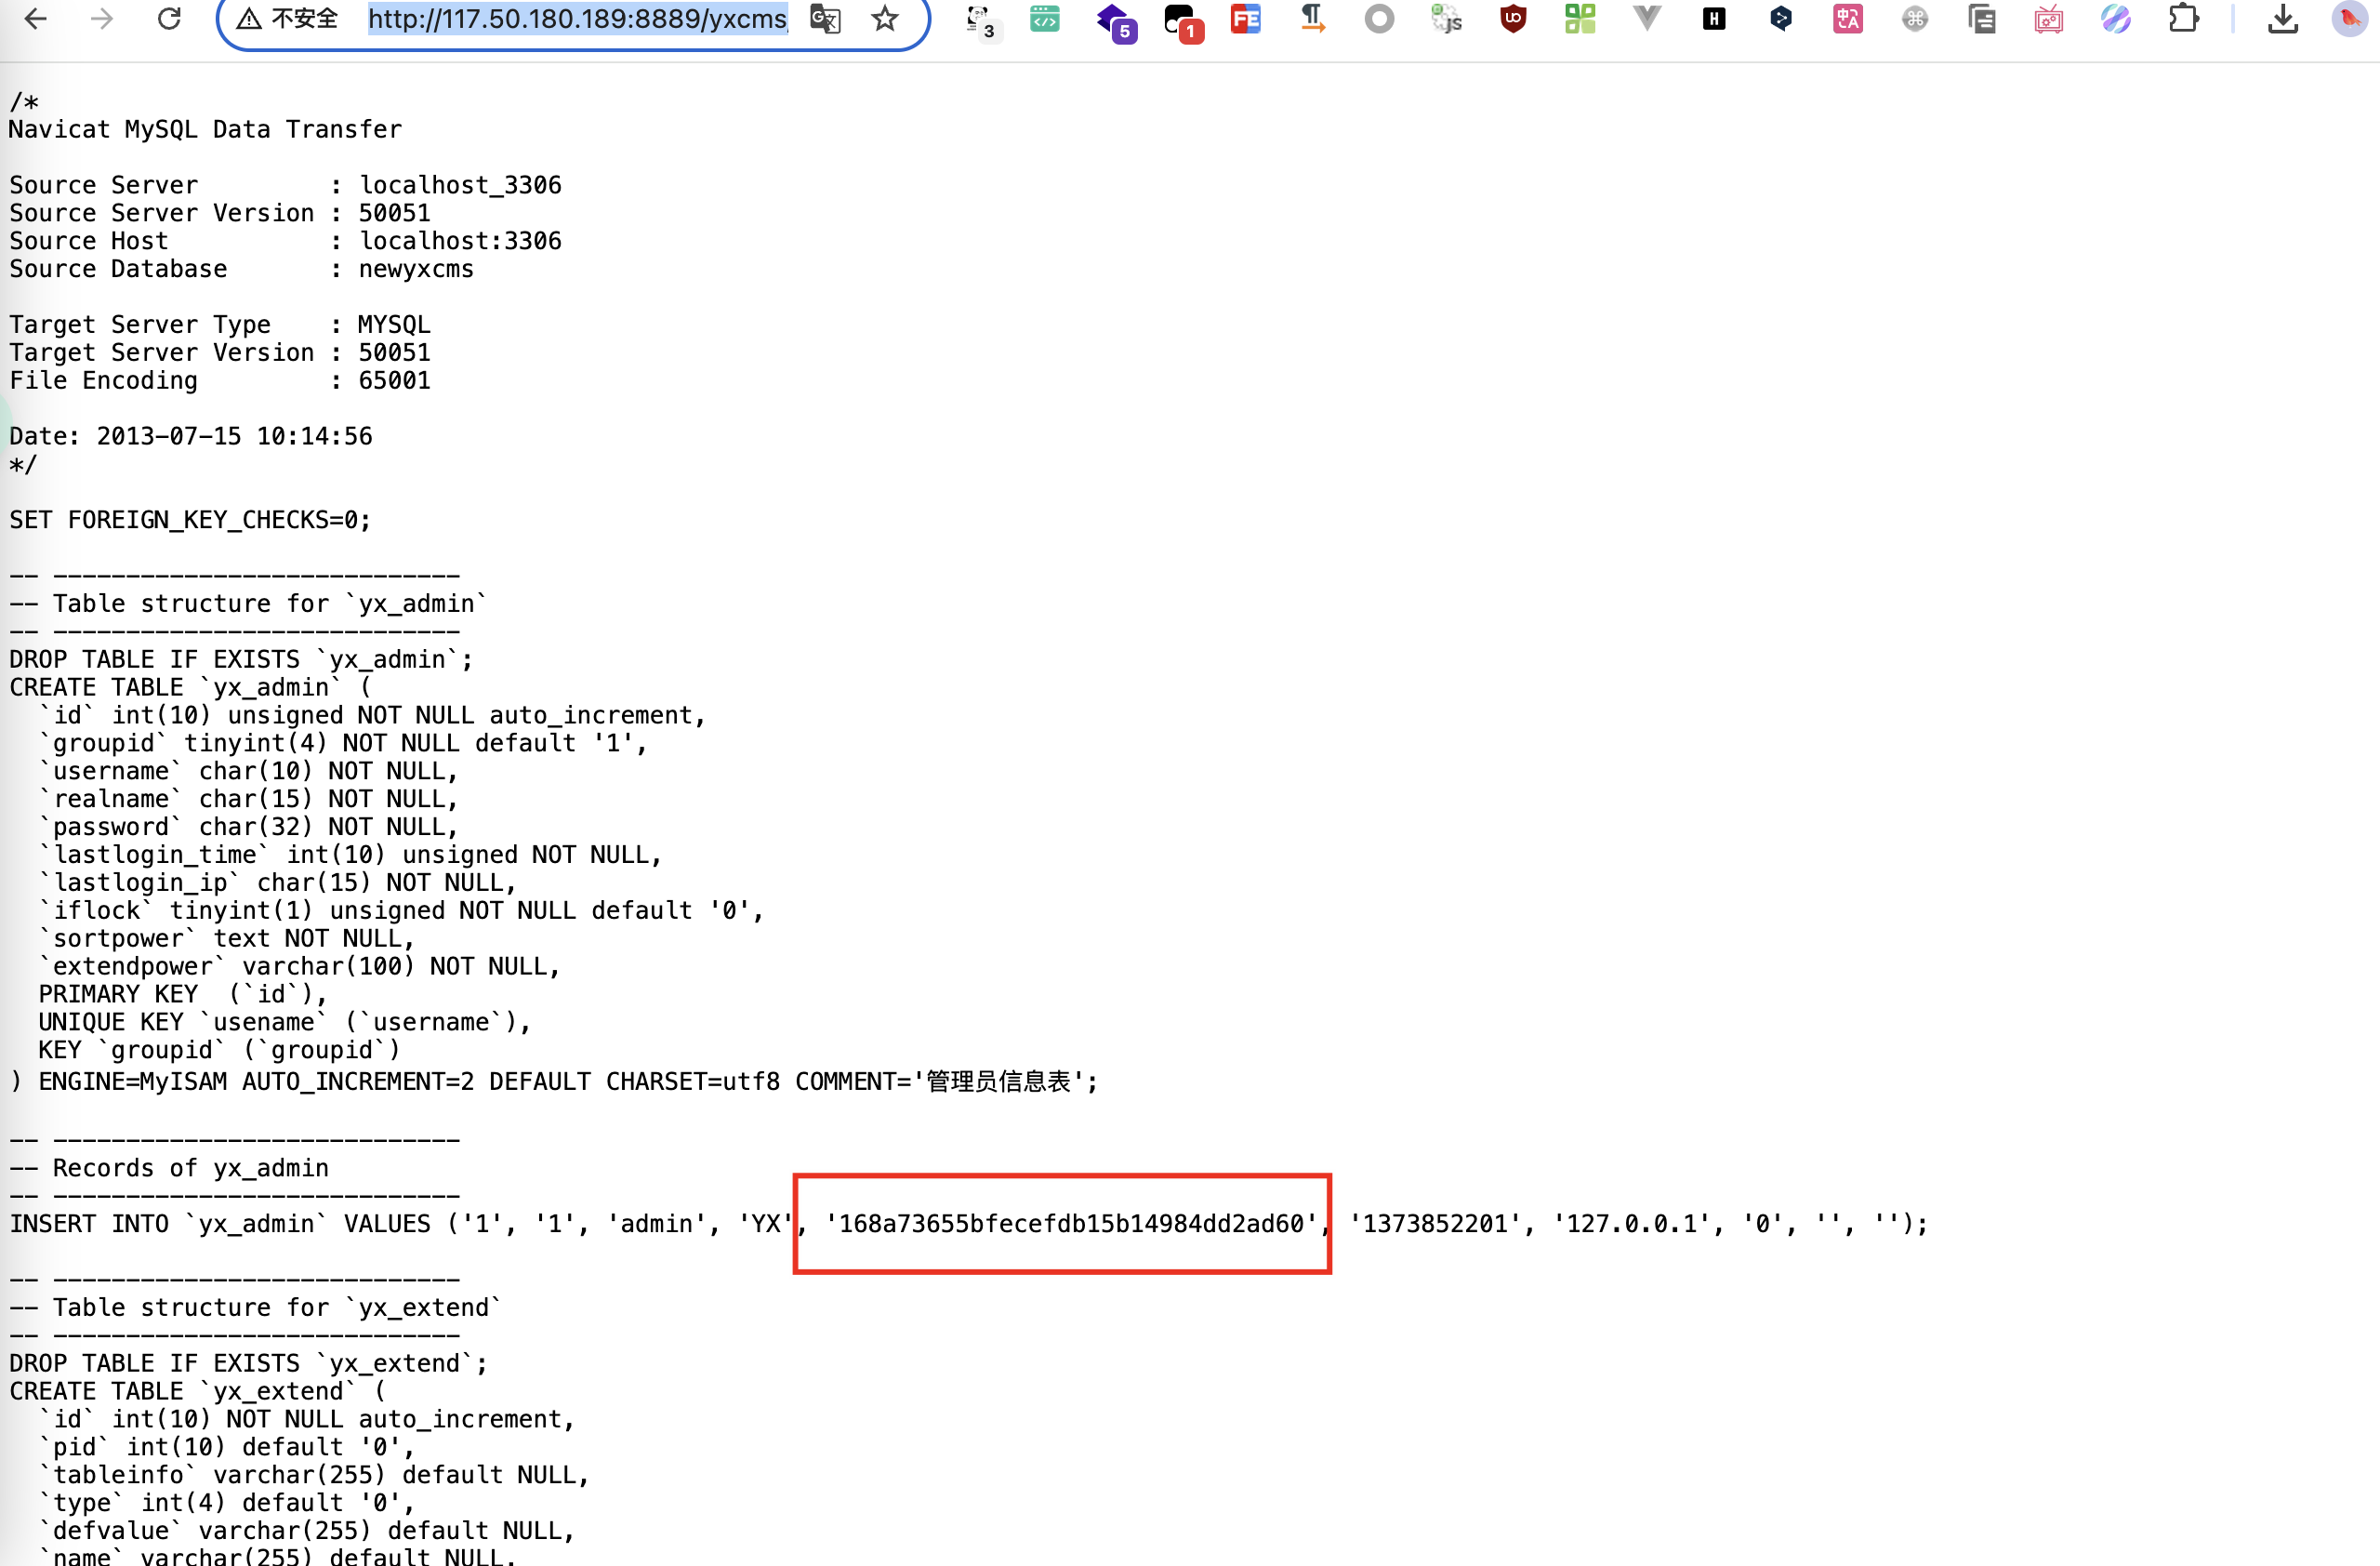 不安全 http://117.50.180.189:8889/yxcms/
3 5 1 FE js UO H 中A
/*
Navicat MySQL Data Transfer
Source Server         : localhost_3306
Source Server Version : 50051
Source Host           : localhost:3306
Source Database       : newyxcms
Target Server Type    : MYSQL
Target Server Version : 50051
File Encoding         : 65001
Date: 2013-07-15 10:14:56
*/
SET FOREIGN_KEY_CHECKS=0;
-- ----------------------------
-- Table structure for `yx_admin`
-- ----------------------------
DROP TABLE IF EXISTS `yx_admin`;
CREATE TABLE `yx_admin` (
  `id` int(10) unsigned NOT NULL auto_increment,
  `groupid` tinyint(4) NOT NULL default '1',
  `username` char(10) NOT NULL,
  `realname` char(15) NOT NULL,
  `password` char(32) NOT NULL,
  `lastlogin_time` int(10) unsigned NOT NULL,
  `lastlogin_ip` char(15) NOT NULL,
  `iflock` tinyint(1) unsigned NOT NULL default '0',
  `sortpower` text NOT NULL,
  `extendpower` varchar(100) NOT NULL,
  PRIMARY KEY  (`id`),
  UNIQUE KEY `usename` (`username`),
  KEY `groupid` (`groupid`)
) ENGINE=MyISAM AUTO_INCREMENT=2 DEFAULT CHARSET=utf8 COMMENT='管理员信息表';
-- ----------------------------
-- Records of yx_admin
-- ----------------------------
INSERT INTO `yx_admin` VALUES ('1', '1', 'admin', 'YX', '168a73655bfecefdb15b14984dd2ad60', '1373852201', '127.0.0.1', '0', '', '');
-- ----------------------------
-- Table structure for `yx_extend`
-- ----------------------------
DROP TABLE IF EXISTS `yx_extend`;
CREATE TABLE `yx_extend` (
  `id` int(10) NOT NULL auto_increment,
  `pid` int(10) default '0',
  `tableinfo` varchar(255) default NULL,
  `type` int(4) default '0',
  `defvalue` varchar(255) default NULL,
  `name` varchar(255) default NULL,